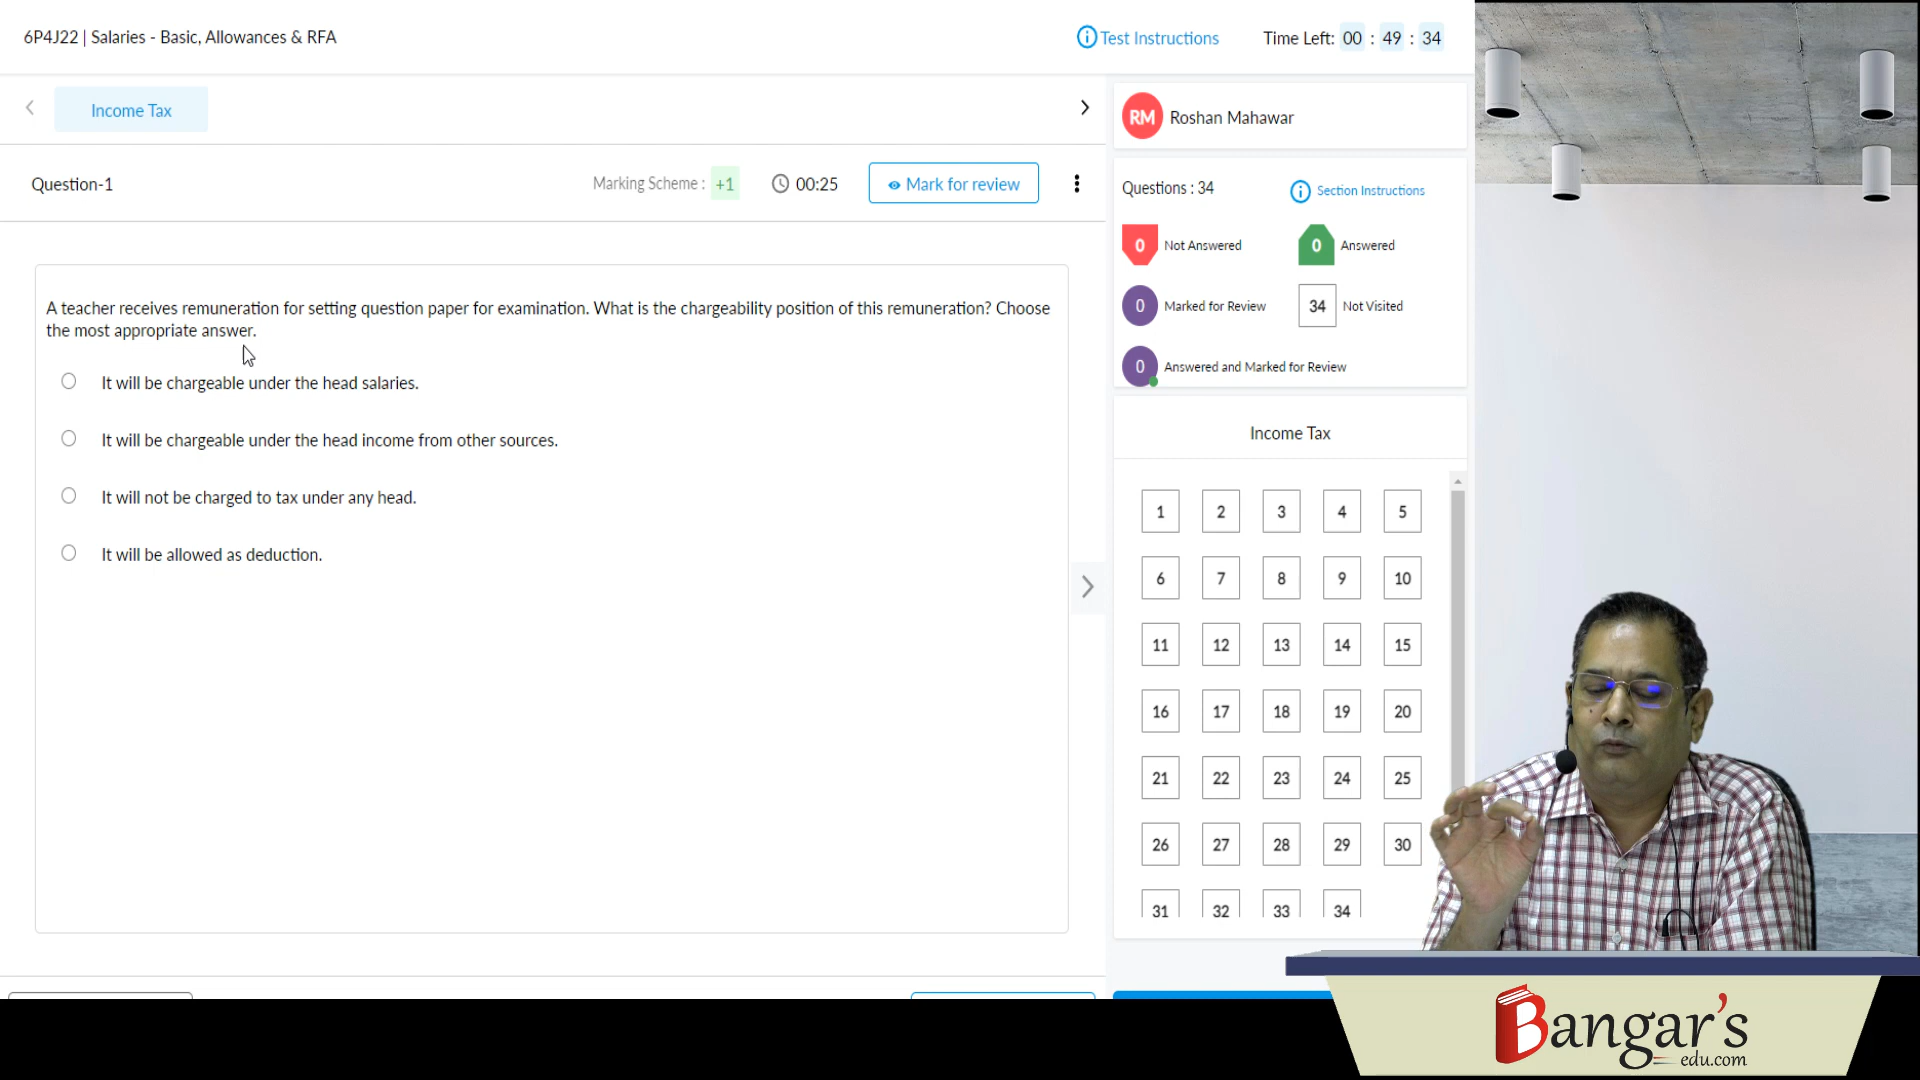 6P4J22 | Salaries - Basic, Allowances & RFA
Test Instructions
Time Left: 00 : 49 : 34
Income Tax
RM Roshan Mahawar
Question-1
Marking Scheme : +1
00:25
Mark for review
Questions : 34
Section Instructions
0 Not Answered
0 Answered
0 Marked for Review
34 Not Visited
0 Answered and Marked for Review
A teacher receives remuneration for setting question paper for examination. What is the chargeability position of this remuneration? Choose
the most appropriate answer.
It will be chargeable under the head salaries.
It will be chargeable under the head income from other sources.
It will not be charged to tax under any head.
It will be allowed as deduction.
Income Tax
1 2 3 4 5
6 7 8 9 10
11 12 13 14 15
16 17 18 19 20
21 22 23 24 25
26 27 28 29 30
31 32 33 34
Bangar's
edu.com